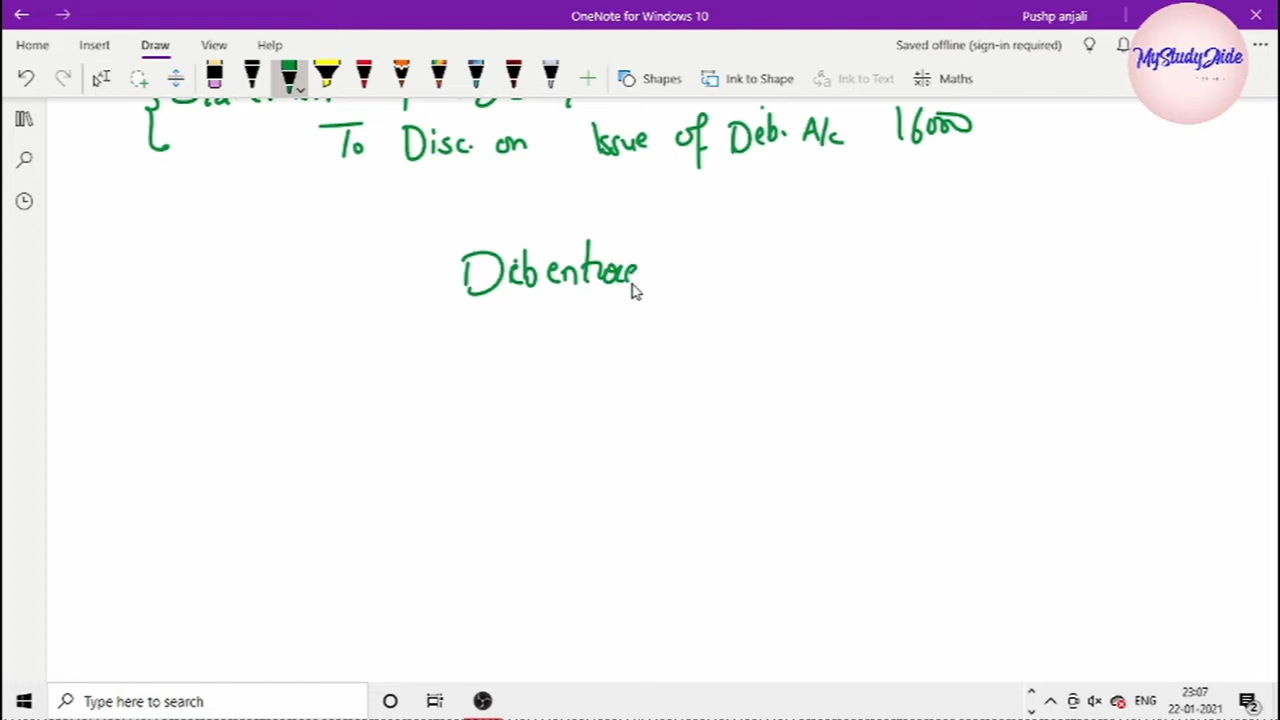 OneNote for Windows 10
Pushp anjali
Home Insert Draw View Help
Saved offline (sign-in required)
MyStudyAide
Shapes Ink to Shape Ink to Text Maths
To Disc. on Issue of Deb. A/c 16000
Debenture
Type here to search
ENG
23:07
22-01-2021
2